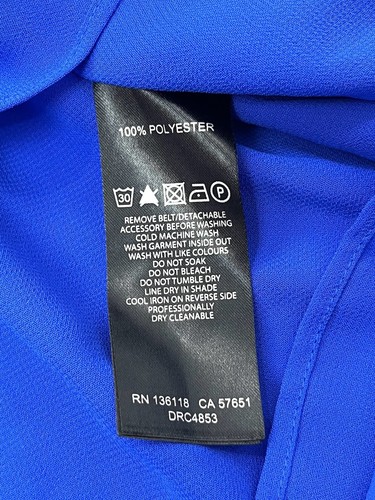 100% POLYESTER
30 P
REMOVE BELT/DETACHABLE
ACCESSORY BEFORE WASHING
COLD MACHINE WASH
WASH GARMENT INSIDE OUT
WASH WITH LIKE COLOURS
DO NOT SOAK
DO NOT BLEACH
DO NOT TUMBLE DRY
LINE DRY IN SHADE
COOL IRON ON REVERSE SIDE
PROFESSIONALLY
DRY CLEANABLE
RN 136118 CA 57651
DRC4853